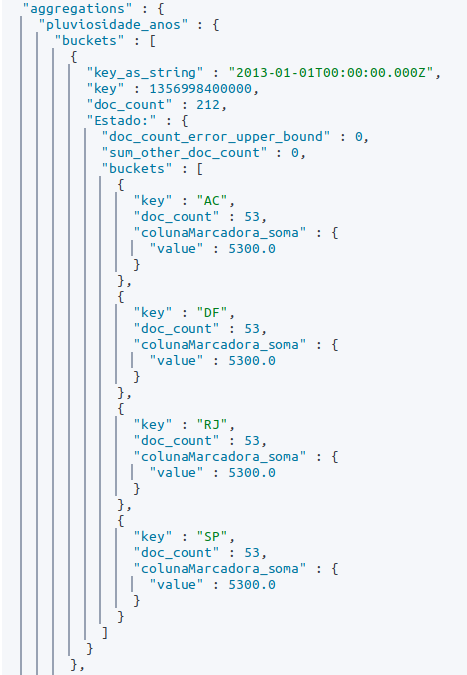 "aggregations" : {
"pluviosidade_anos" : {
"buckets" : [
{
"key_as_string" : "2013-01-01T00:00:00.000Z",
"key" : 1356998400000,
"doc_count" : 212,
"Estado:" : {
"doc_count_error_upper_bound" : 0,
"sum_other_doc_count" : 0,
"buckets" : [
{
"key" : "AC",
"doc_count" : 53,
"colunaMarcadora_soma" : {
"value" : 5300.0
}
},
{
"key" : "DF",
"doc_count" : 53,
"colunaMarcadora_soma" : {
"value" : 5300.0
}
},
{
"key" : "RJ",
"doc_count" : 53,
"colunaMarcadora_soma" : {
"value" : 5300.0
}
},
{
"key" : "SP",
"doc_count" : 53,
"colunaMarcadora_soma" : {
"value" : 5300.0
}
}
]
}
},